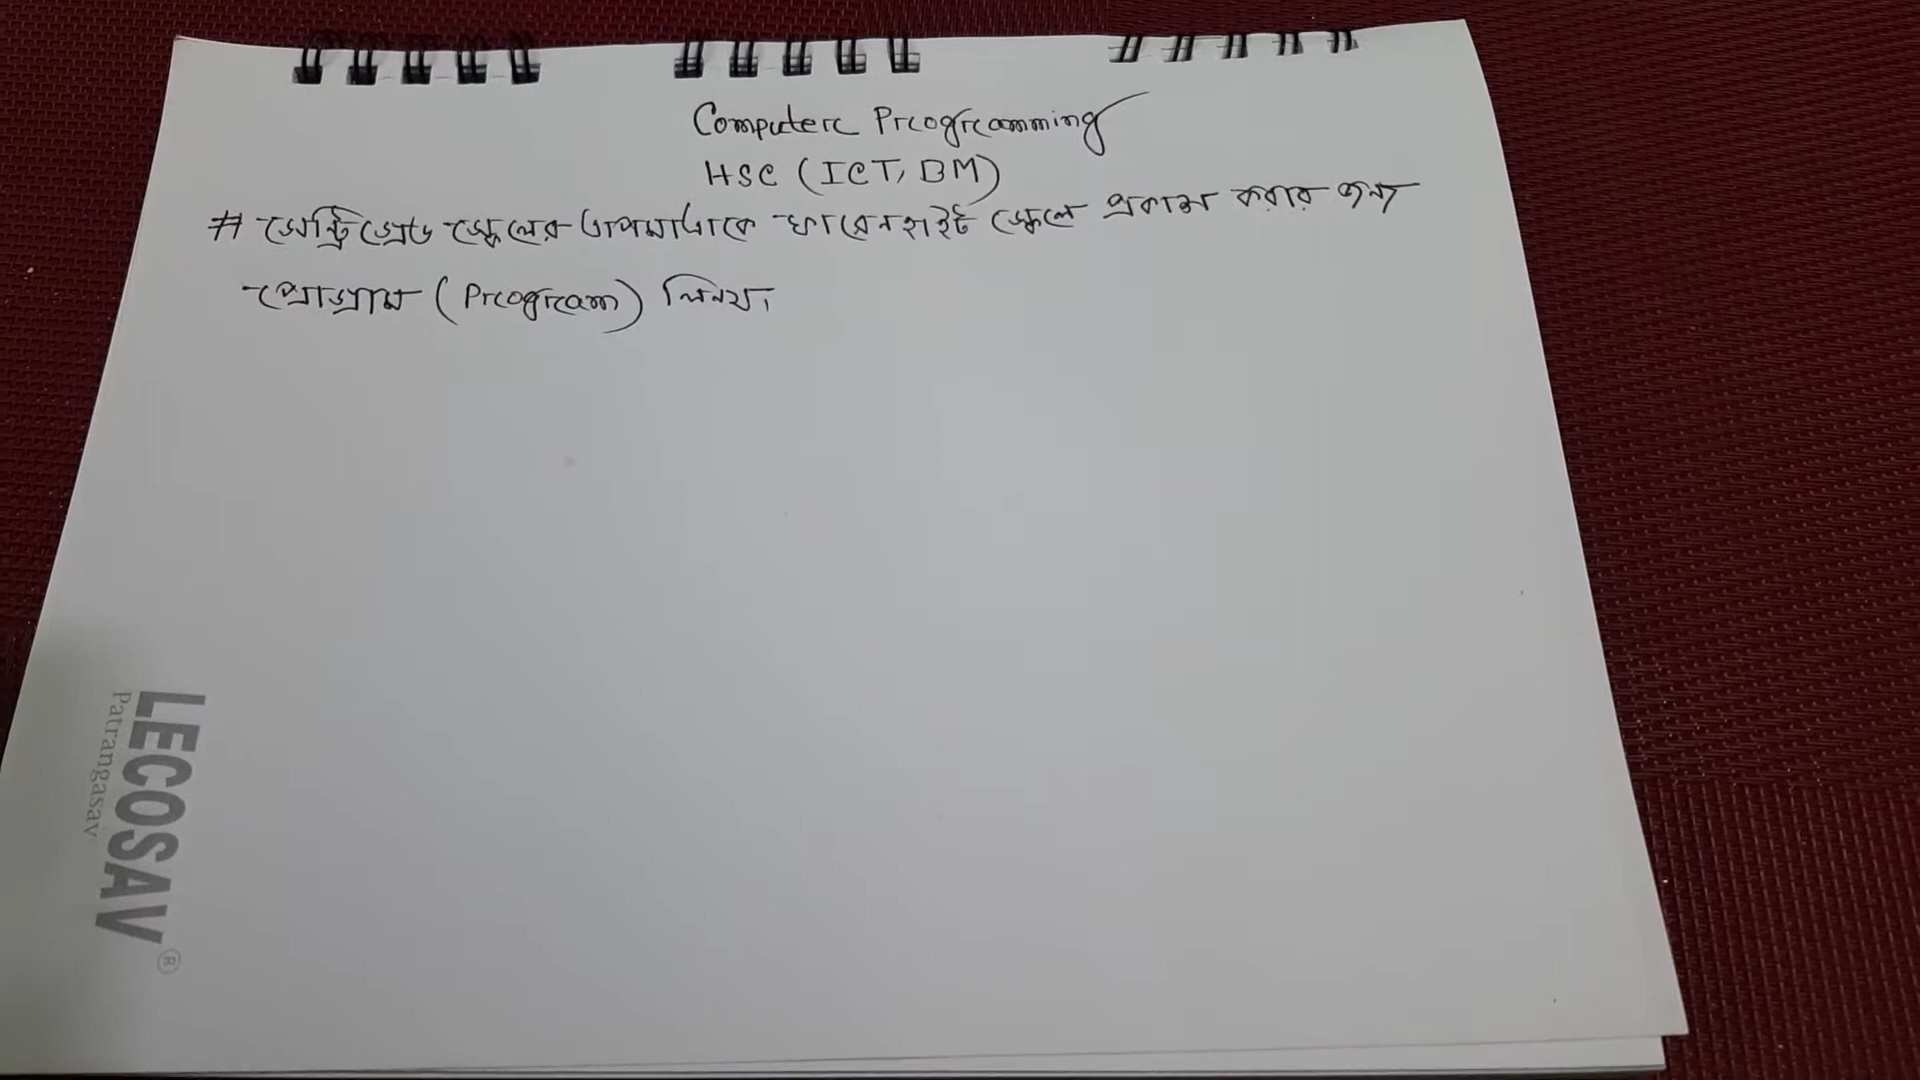 Computer Programming
HSC (ICT, BM)
# সেন্ট্রিগ্রেড স্কেলের তাপমাত্রাকে ফারেনহাইট স্কেলে প্রকাশ করার জন্য
প্রোগ্রাম (Program) লিখ।
LECOSAV
Patrangasav
®